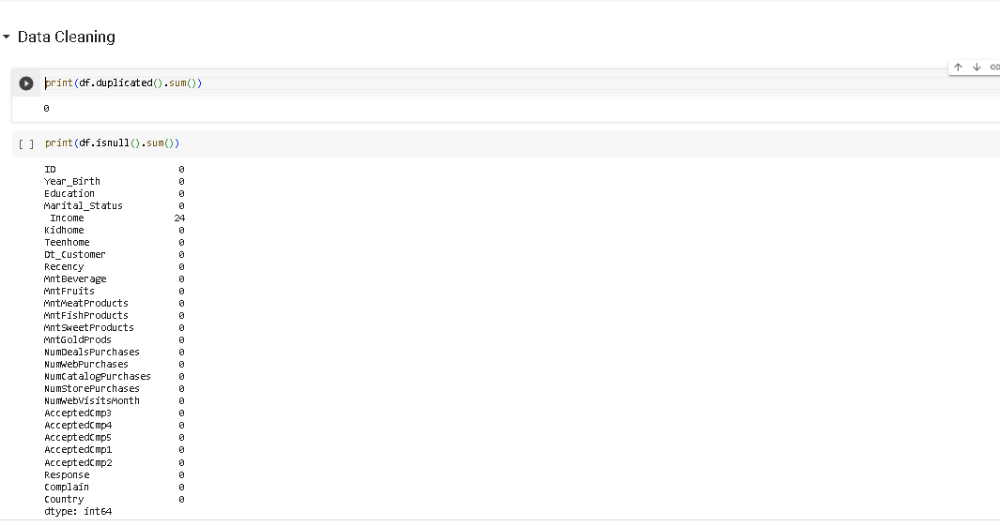 Data Cleaning
print(df.duplicated().sum())
0
[ ] print(df.isnull().sum())
ID 0
Year_Birth 0
Education 0
Marital_Status 0
Income 24
Kidhome 0
Teenhome 0
Dt_Customer 0
Recency 0
MntBeverage 0
MntFruits 0
MntMeatProducts 0
MntFishProducts 0
MntSweetProducts 0
MntGoldProds 0
NumDealsPurchases 0
NumWebPurchases 0
NumCatalogPurchases 0
NumStorePurchases 0
NumWebVisitsMonth 0
AcceptedCmp3 0
AcceptedCmp4 0
AcceptedCmp5 0
AcceptedCmp1 0
AcceptedCmp2 0
Response 0
Complain 0
Country 0
dtype: int64